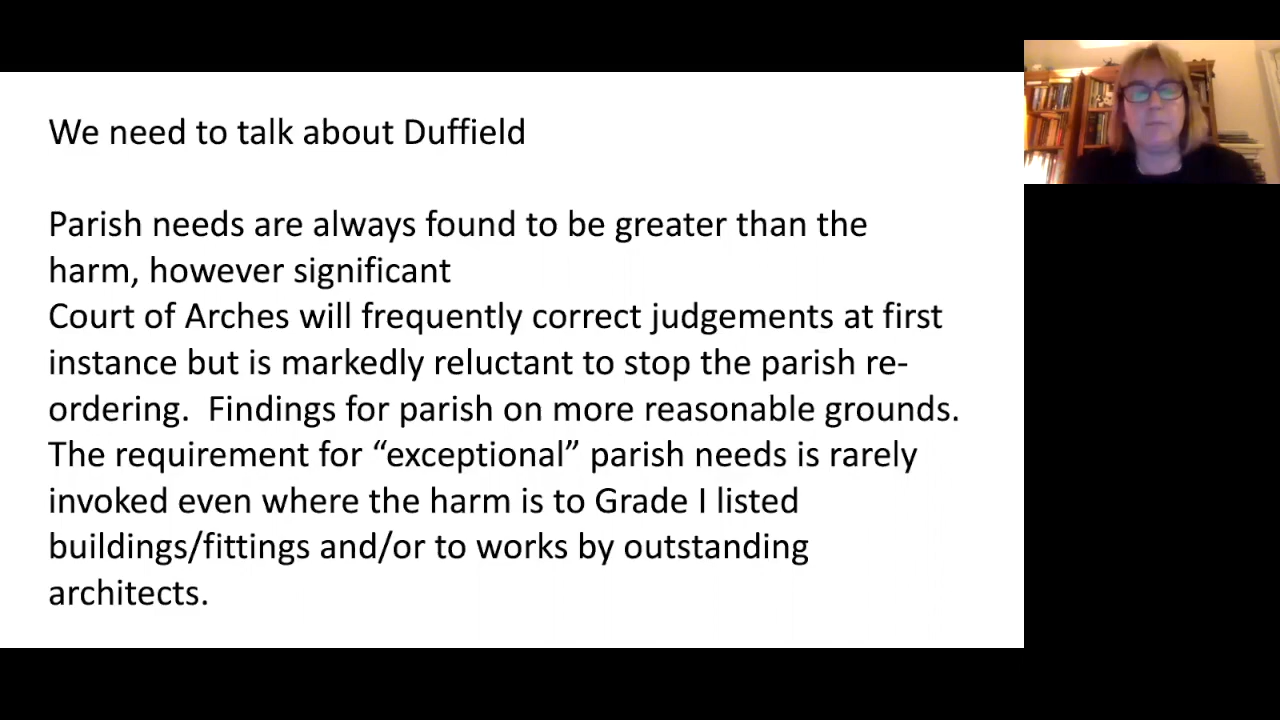 We need to talk about Duffield
Parish needs are always found to be greater than the
harm, however significant
Court of Arches will frequently correct judgements at first
instance but is markedly reluctant to stop the parish re-
ordering.  Findings for parish on more reasonable grounds.
The requirement for “exceptional” parish needs is rarely
invoked even where the harm is to Grade I listed
buildings/fittings and/or to works by outstanding
architects.